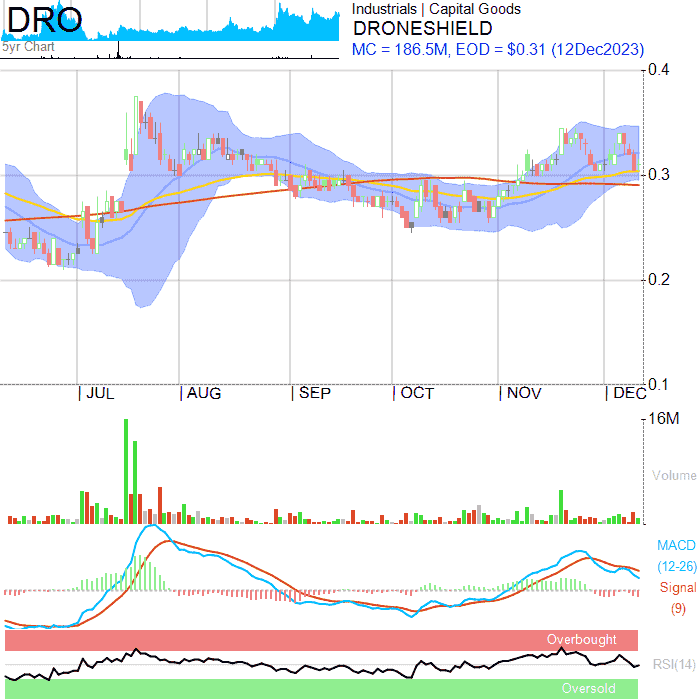 DRO
5yr Chart
Industrials | Capital Goods
DRONESHIELD
MC = 186.5M, EOD = $0.31 (12Dec2023)
0.4
0.3
0.2
0.1
| JUL | AUG | SEP | OCT | NOV | DEC
16M
Volume
MACD
(12-26)
Signal
(9)
Overbought
RSI(14)
Oversold